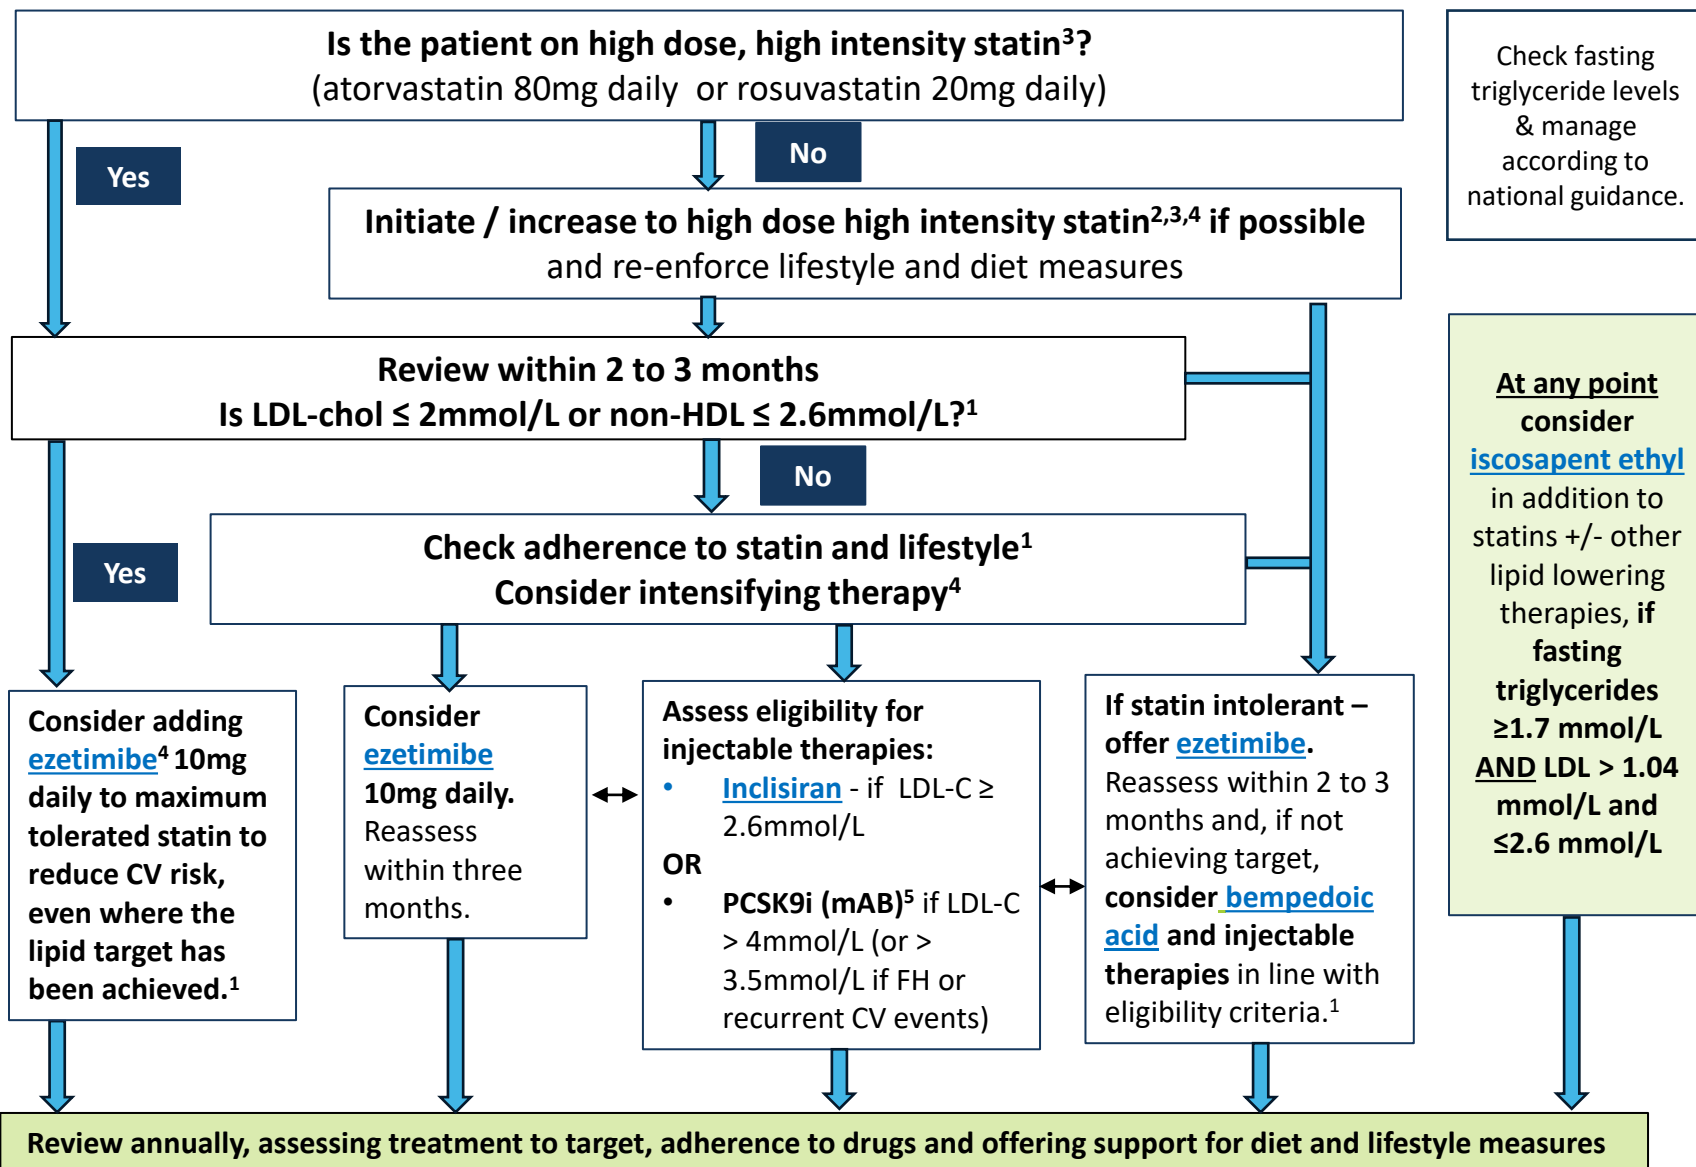 Is the patient on high dose, high intensity statin³?
(atorvastatin 80mg daily or rosuvastatin 20mg daily)
Yes
No
Initiate / increase to high dose high intensity statin²,³,⁴ if possible
and re-enforce lifestyle and diet measures
Review within 2 to 3 months
Is LDL-chol ≤ 2mmol/L or non-HDL ≤ 2.6mmol/L?¹
No
Yes
Check adherence to statin and lifestyle¹
Consider intensifying therapy⁴
Consider adding
ezetimibe⁴ 10mg
daily to maximum
tolerated statin to
reduce CV risk,
even where the
lipid target has
been achieved.¹
Consider
ezetimibe
10mg daily.
Reassess
within three
months.
Assess eligibility for
injectable therapies:
• Inclisiran - if LDL-C ≥
2.6mmol/L
OR
• PCSK9i (mAB)⁵ if LDL-C
> 4mmol/L (or >
3.5mmol/L if FH or
recurrent CV events)
If statin intolerant –
offer ezetimibe.
Reassess within 2 to 3
months and, if not
achieving target,
consider bempedoic
acid and injectable
therapies in line with
eligibility criteria.¹
Check fasting
triglyceride levels
& manage
according to
national guidance.
At any point
consider
iscosapent ethyl
in addition to
statins +/- other
lipid lowering
therapies, if
fasting
triglycerides
≥1.7 mmol/L
AND LDL > 1.04
mmol/L and
≤2.6 mmol/L
Review annually, assessing treatment to target, adherence to drugs and offering support for diet and lifestyle measures